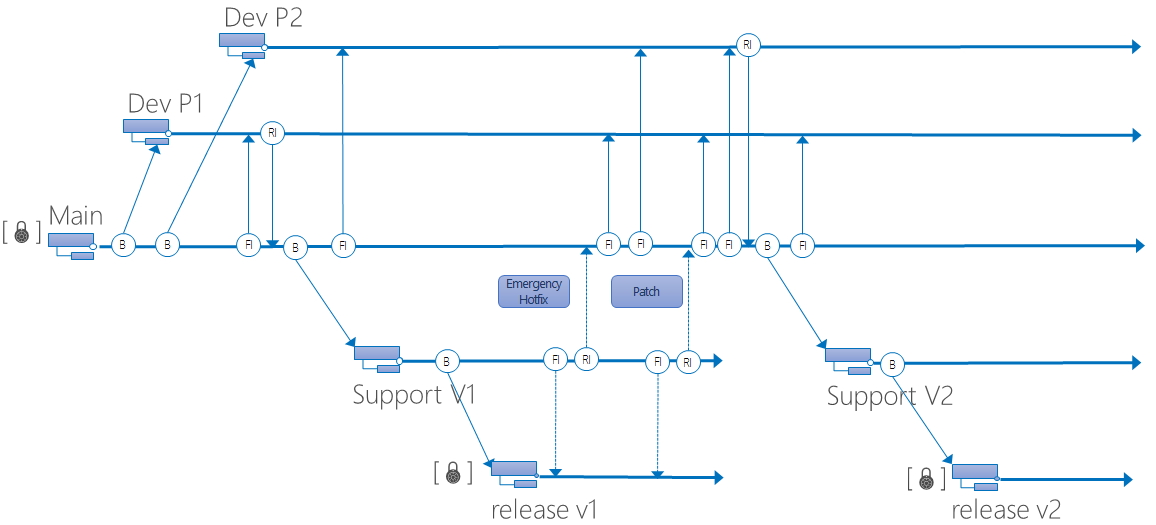 Dev P2
RI
Dev P1
RI
Main
[ ]
B
B
FI
B
FI
FI
FI
FI
FI
B
FI
Emergency
Hotfix
Patch
B
FI
RI
FI
RI
B
Support V1
Support V2
[ ]
[ ]
release v1
release v2